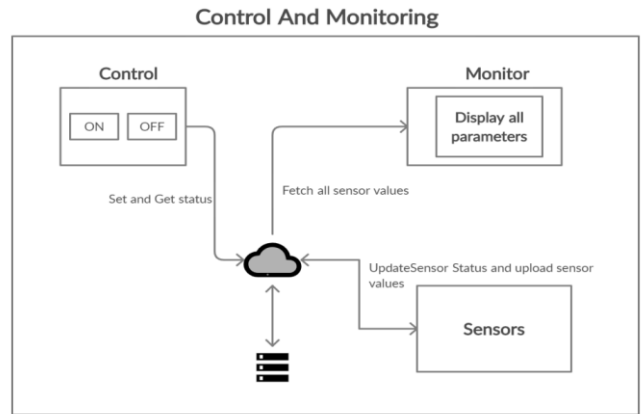 Control And Monitoring
Control
ON
OFF
Monitor
Display all
parameters
Set and Get status
Fetch all sensor values
UpdateSensor Status and upload sensor
values
Sensors